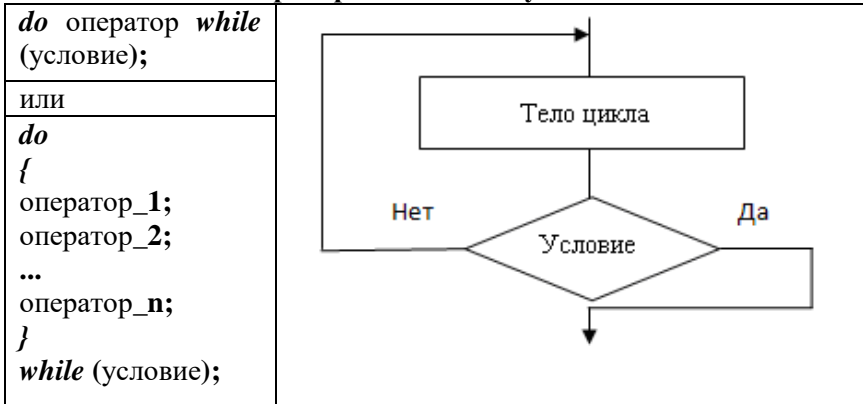 do оператор while
(условие);
или
do
{
оператор_1;
оператор_2;
...
оператор_n;
}
while (условие);
Тело цикла
Нет
Да
Условие